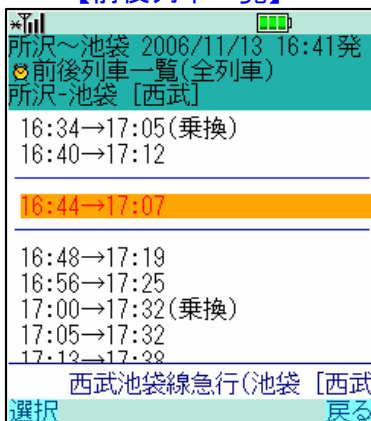 【前後列車一覧】
所沢～池袋 2006/11/13 16:41発
前後列車一覧(全列車)
所沢-池袋 [西武]
16:34→17:05(乗換)
16:40→17:12
16:44→17:07
16:48→17:19
16:56→17:25
17:00→17:32(乗換)
17:05→17:32
17:13→17:38
西武池袋線急行(池袋 [西武
選択 戻る